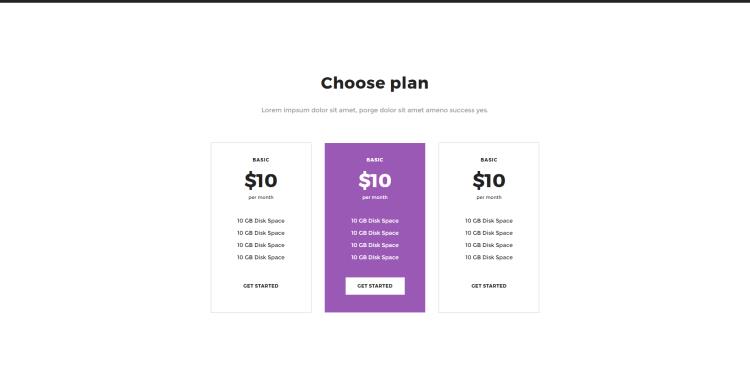 Choose plan
Lorem impsum dolor sit amet, porge dolor sit amet ameno success yes.
BASIC
$10
per month
10 GB Disk Space
10 GB Disk Space
10 GB Disk Space
10 GB Disk Space
GET STARTED
BASIC
$10
per month
10 GB Disk Space
10 GB Disk Space
10 GB Disk Space
10 GB Disk Space
GET STARTED
BASIC
$10
per month
10 GB Disk Space
10 GB Disk Space
10 GB Disk Space
10 GB Disk Space
GET STARTED